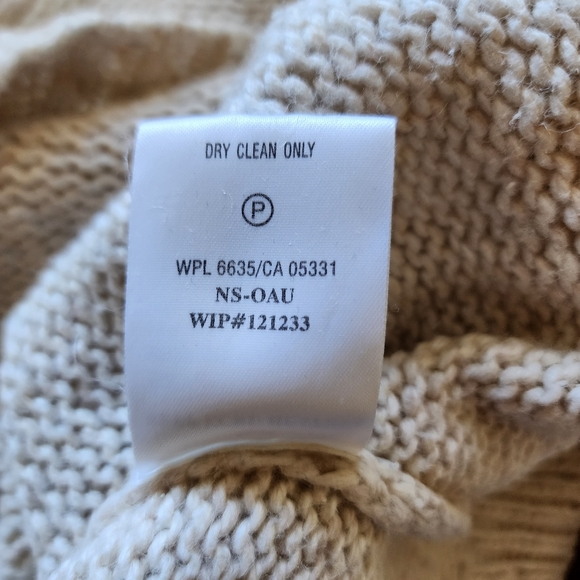 DRY CLEAN ONLY
P
WPL 6635/CA 05331
NS-OAU
WIP#121233